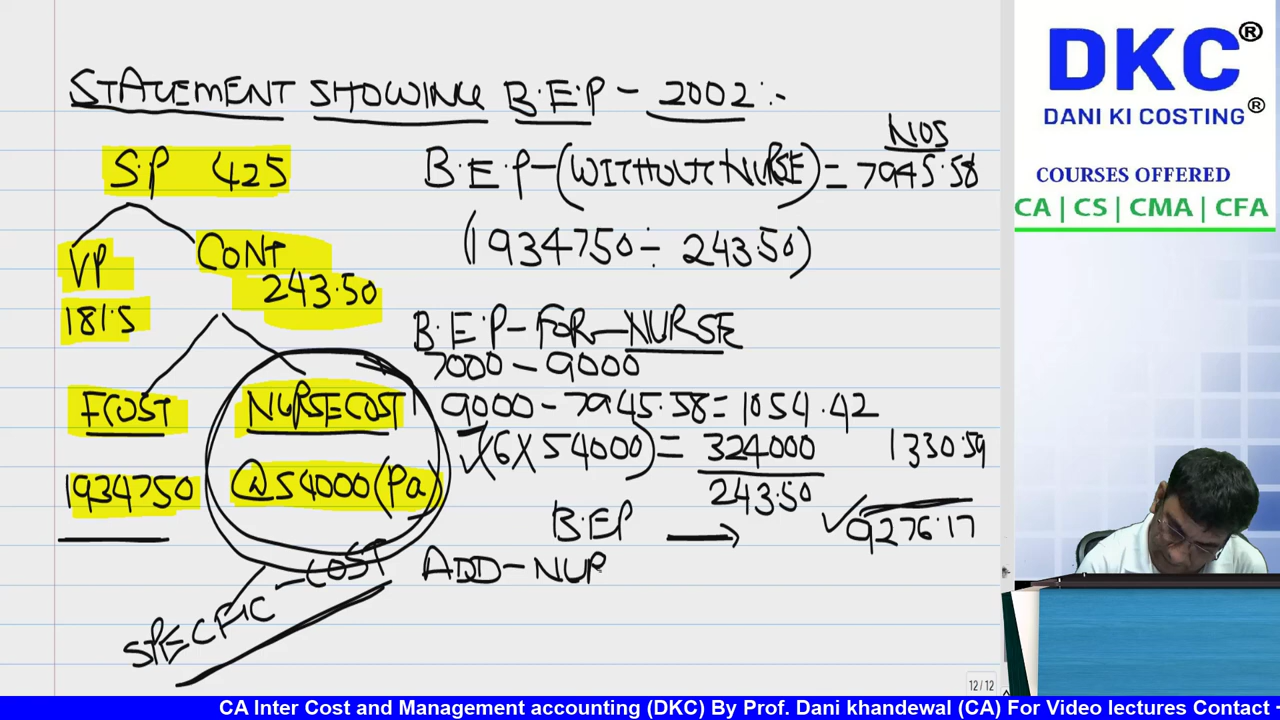 STATEMENT SHOWING B.E.P - 2002 :-
S.P 425
VP
181.5
CONT
243.50
FCOST
1934750
NURSE COST
@ 54000 (Pa)
SPECFIC - COST
NOS
B.E.P - (WITHOUT NURSE) = 7945.58
(1934750 ÷ 243.50)
B.E.P - FOR - NURSE
7000 - 9000
9000 - 7945.58 = 1054.42
(6 X 54000) = 324000
243.50
1330.59
BEP → 9276.17
ADD - NUR
12/12
DKC®
DANI KI COSTING®
COURSES OFFERED
CA | CS | CMA | CFA
CA Inter Cost and Management accounting (DKC) By Prof. Dani khandewal (CA) For Video lectures Contact -